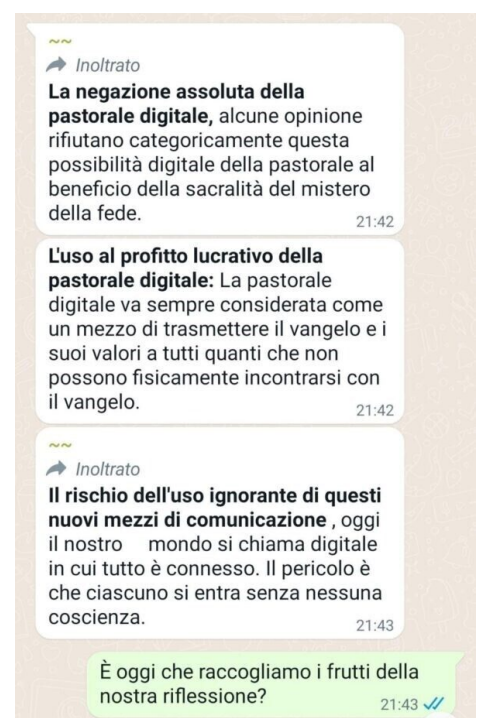 ~~
Inoltrato
La negazione assoluta della
pastorale digitale, alcune opinione
rifiutano categoricamente questa
possibilità digitale della pastorale al
beneficio della sacralità del mistero
della fede.
21:42
L'uso al profitto lucrativo della
pastorale digitale: La pastorale
digitale va sempre considerata come
un mezzo di trasmettere il vangelo e i
suoi valori a tutti quanti che non
possono fisicamente incontrarsi con
il vangelo.
21:42
~~
Inoltrato
Il rischio dell'uso ignorante di questi
nuovi mezzi di comunicazione , oggi
il nostro mondo si chiama digitale
in cui tutto è connesso. Il pericolo è
che ciascuno si entra senza nessuna
coscienza.
21:43
È oggi che raccogliamo i frutti della
nostra riflessione?
21:43